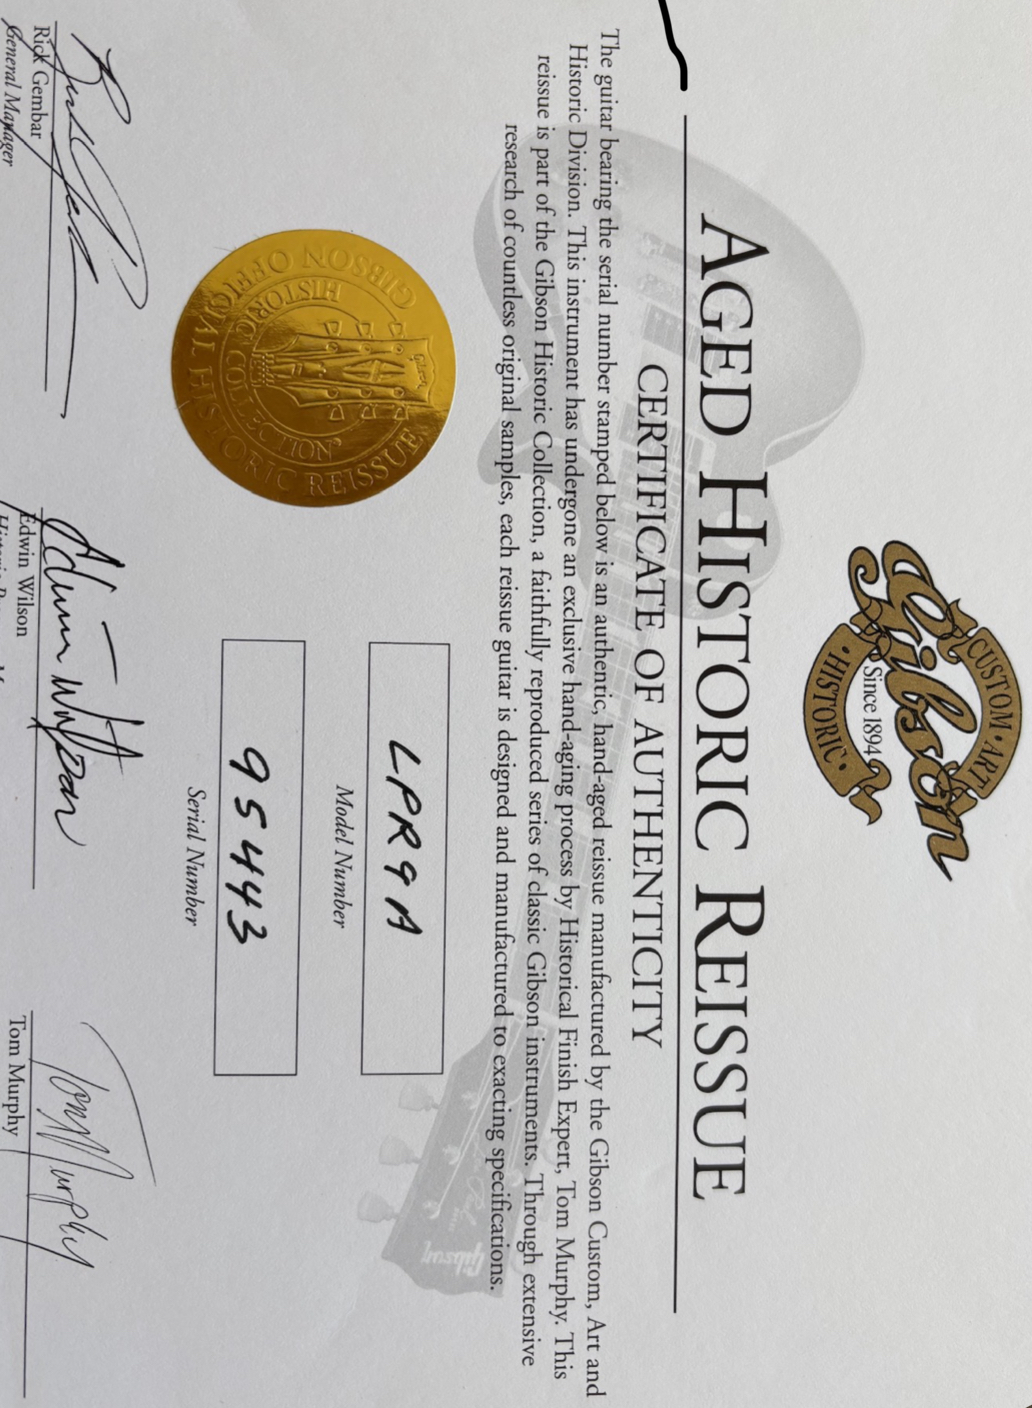 CUSTOM · ART
Gibson
Since 1894
· HISTORIC ·
AGED HISTORIC REISSUE
CERTIFICATE OF AUTHENTICITY
The guitar bearing the serial number stamped below is an authentic, hand-aged reissue manufactured by the Gibson Custom, Art and
Historic Division. This instrument has undergone an exclusive hand-aging process by Historical Finish Expert, Tom Murphy. This
reissue is part of the Gibson Historic Collection, a faithfully reproduced series of classic Gibson instruments. Through extensive
research of countless original samples, each reissue guitar is designed and manufactured to exacting specifications.
Gibson
LPR9A
Model Number
GIBSON OFFICIAL HISTORIC REISSUE
HISTORIC COLLECTION®
Gibson
95443
Serial Number
Tom Murphy
Rick Gembar
General Manager
Edwin Wilson
Tom Murphy